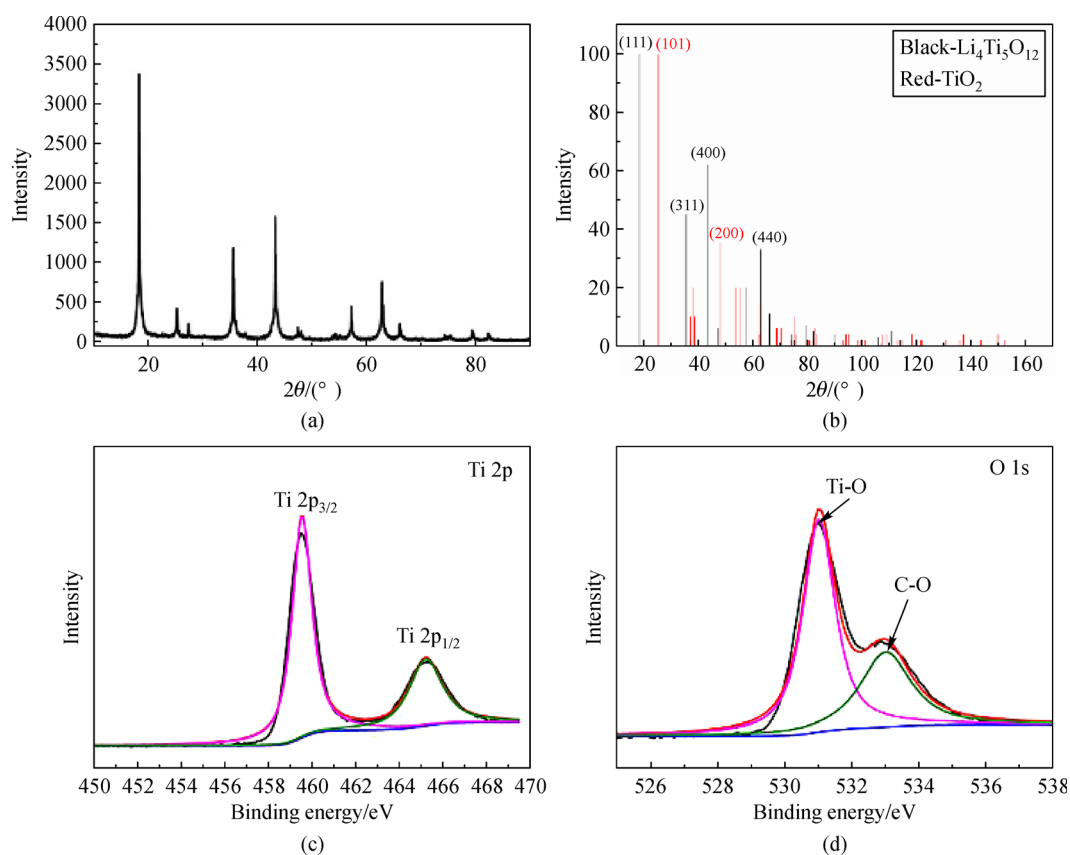 4000
3500
3000
2500
2000
1500
1000
500
0
Intensity
20
40
60
80
2θ/(° )
(a)
100
80
60
40
20
0
Intensity
(111)
(101)
(400)
(311)
(200)
(440)
Black-Li₄Ti₅O₁₂
Red-TiO₂
20
40
60
80
100
120
140
160
2θ/(° )
(b)
Ti 2p
Ti 2p₃/₂
Ti 2p₁/₂
Intensity
450
452
454
456
458
460
462
464
466
468
470
Binding energy/eV
(c)
O 1s
Ti-O
C-O
Intensity
526
528
530
532
534
536
538
Binding energy/eV
(d)